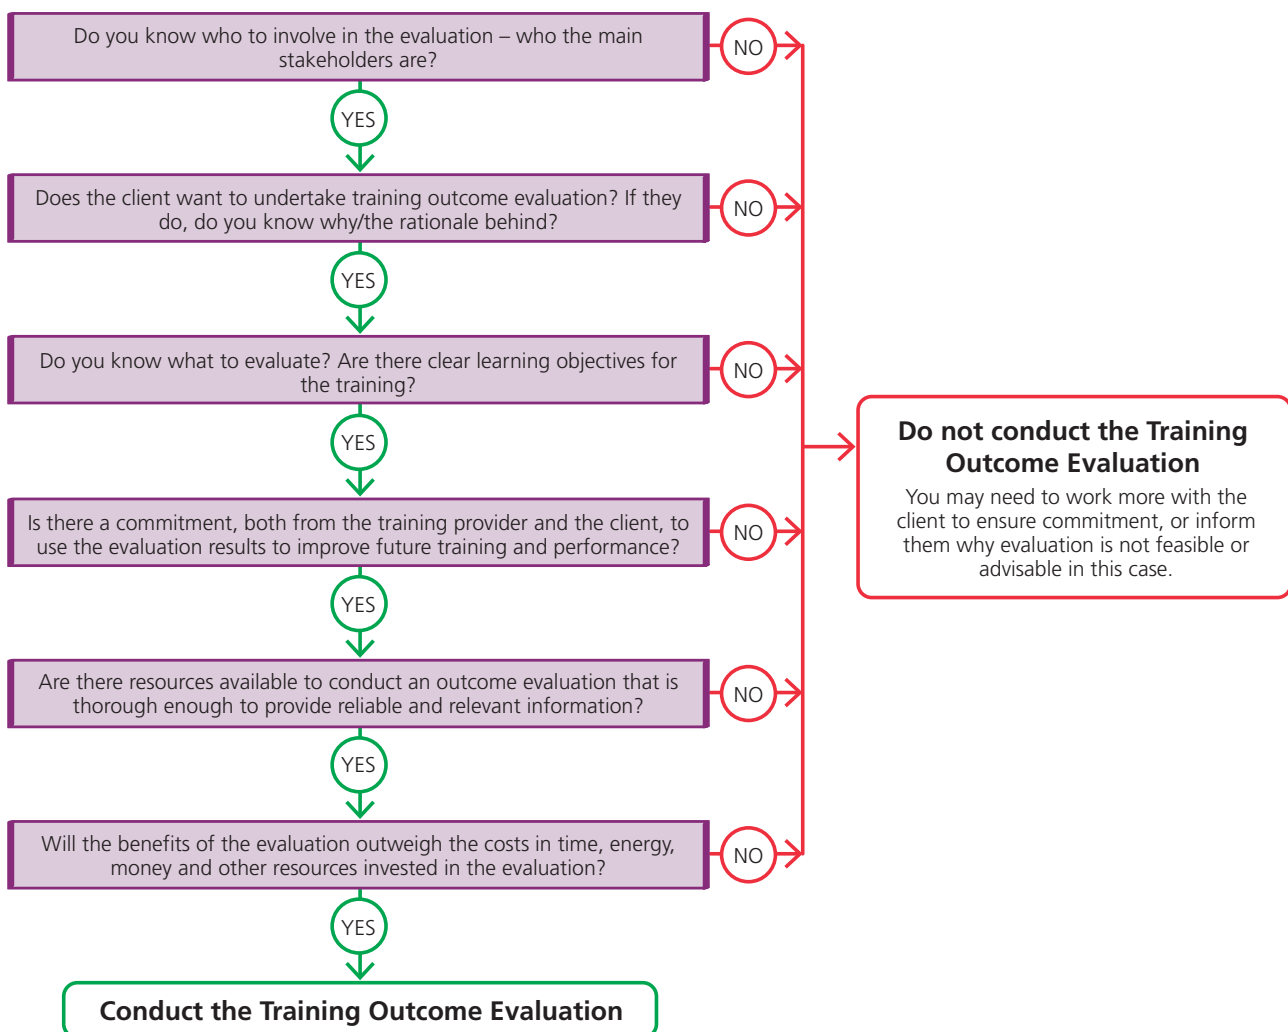 Do you know who to involve in the evaluation – who the main
stakeholders are?
NO
YES
Does the client want to undertake training outcome evaluation? If they
do, do you know why/the rationale behind?
NO
YES
Do you know what to evaluate? Are there clear learning objectives for
the training?
NO
YES
Is there a commitment, both from the training provider and the client, to
use the evaluation results to improve future training and performance?
NO
YES
Are there resources available to conduct an outcome evaluation that is
thorough enough to provide reliable and relevant information?
NO
YES
Will the benefits of the evaluation outweigh the costs in time, energy,
money and other resources invested in the evaluation?
NO
YES
Conduct the Training Outcome Evaluation
Do not conduct the Training
Outcome Evaluation
You may need to work more with the
client to ensure commitment, or inform
them why evaluation is not feasible or
advisable in this case.